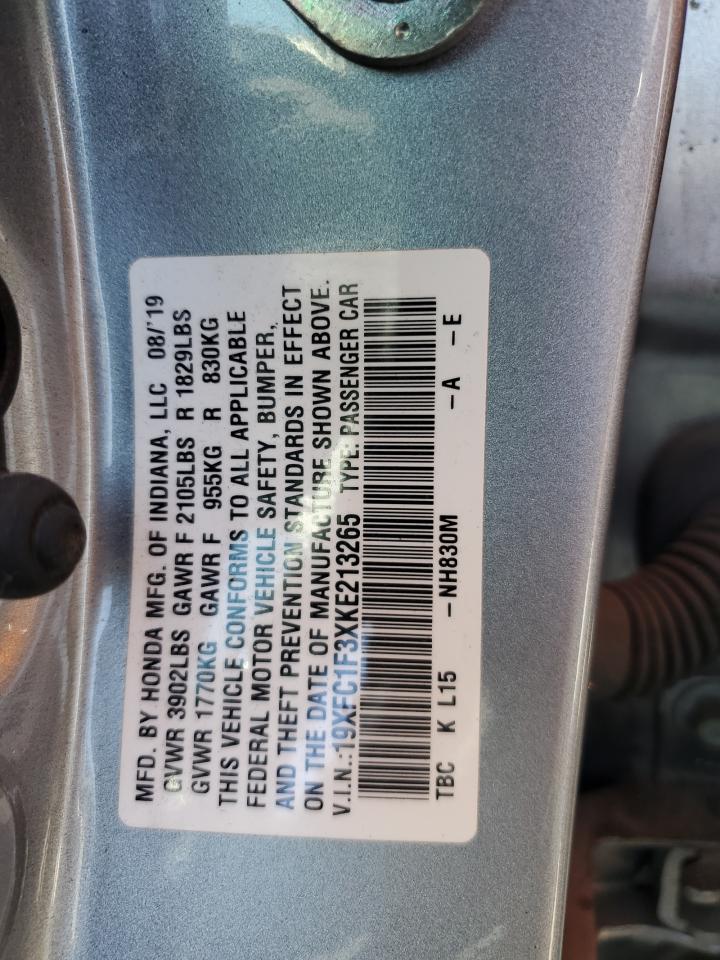 MFD. BY HONDA MFG. OF INDIANA, LLC 08/'19
GVWR 3902LBS GAWR F 2105LBS R 1829LBS
GVWR 1770KG GAWR F 955KG R 830KG
THIS VEHICLE CONFORMS TO ALL APPLICABLE
FEDERAL MOTOR VEHICLE SAFETY, BUMPER,
AND THEFT PREVENTION STANDARDS IN EFFECT
ON THE DATE OF MANUFACTURE SHOWN ABOVE.
V.I.N.:19XFC1F3XKE213265 TYPE: PASSENGER CAR
TBC K L15 -NH830M -A -E